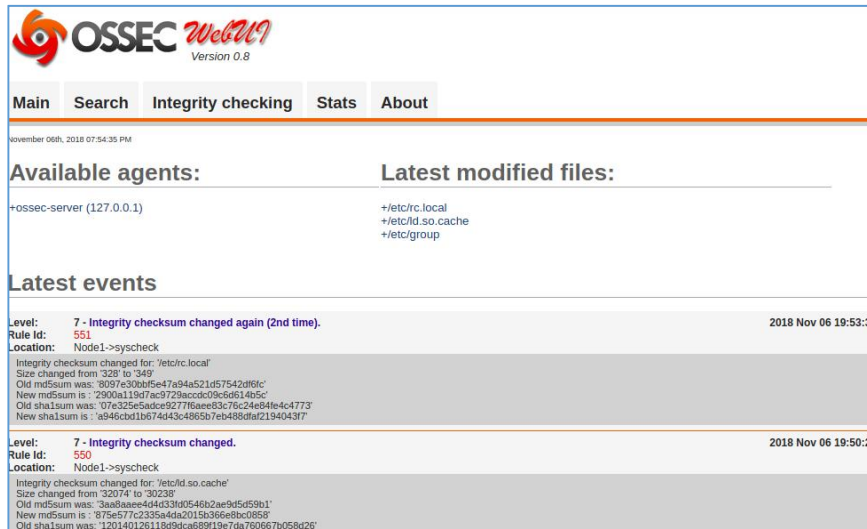 OSSEC WebUI
Version 0.8
Main Search Integrity checking Stats About
November 06th, 2018 07:54:35 PM
Available agents:
+ossec-server (127.0.0.1)
Latest modified files:
+/etc/rc.local
+/etc/ld.so.cache
+/etc/group
Latest events
Level: 7 - Integrity checksum changed again (2nd time). 2018 Nov 06 19:53:3
Rule Id: 551
Location: Node1->syscheck
Integrity checksum changed for: '/etc/rc.local'
Size changed from '328' to '349'
Old md5sum was: '8097e30bbf5e47a94a521d57542df6fc'
New md5sum is : '2900a119d7ac9729accdc09c6d614b5c'
Old sha1sum was: '07e325e5adce9277f6aee83c76c24e84fe4c4773'
New sha1sum is : 'a946cbd1b674d43c4865b7eb488dfaf2194043f7'
Level: 7 - Integrity checksum changed. 2018 Nov 06 19:50:2
Rule Id: 550
Location: Node1->syscheck
Integrity checksum changed for: '/etc/ld.so.cache'
Size changed from '32074' to '30238'
Old md5sum was: '3aa8aaee4d4d33fd0546b2ae9d5d59b1'
New md5sum is : '875e577c2335a4da2015b366e8bc0858'
Old sha1sum was: '120140126118d9dca689f19e7da760667b058d26'